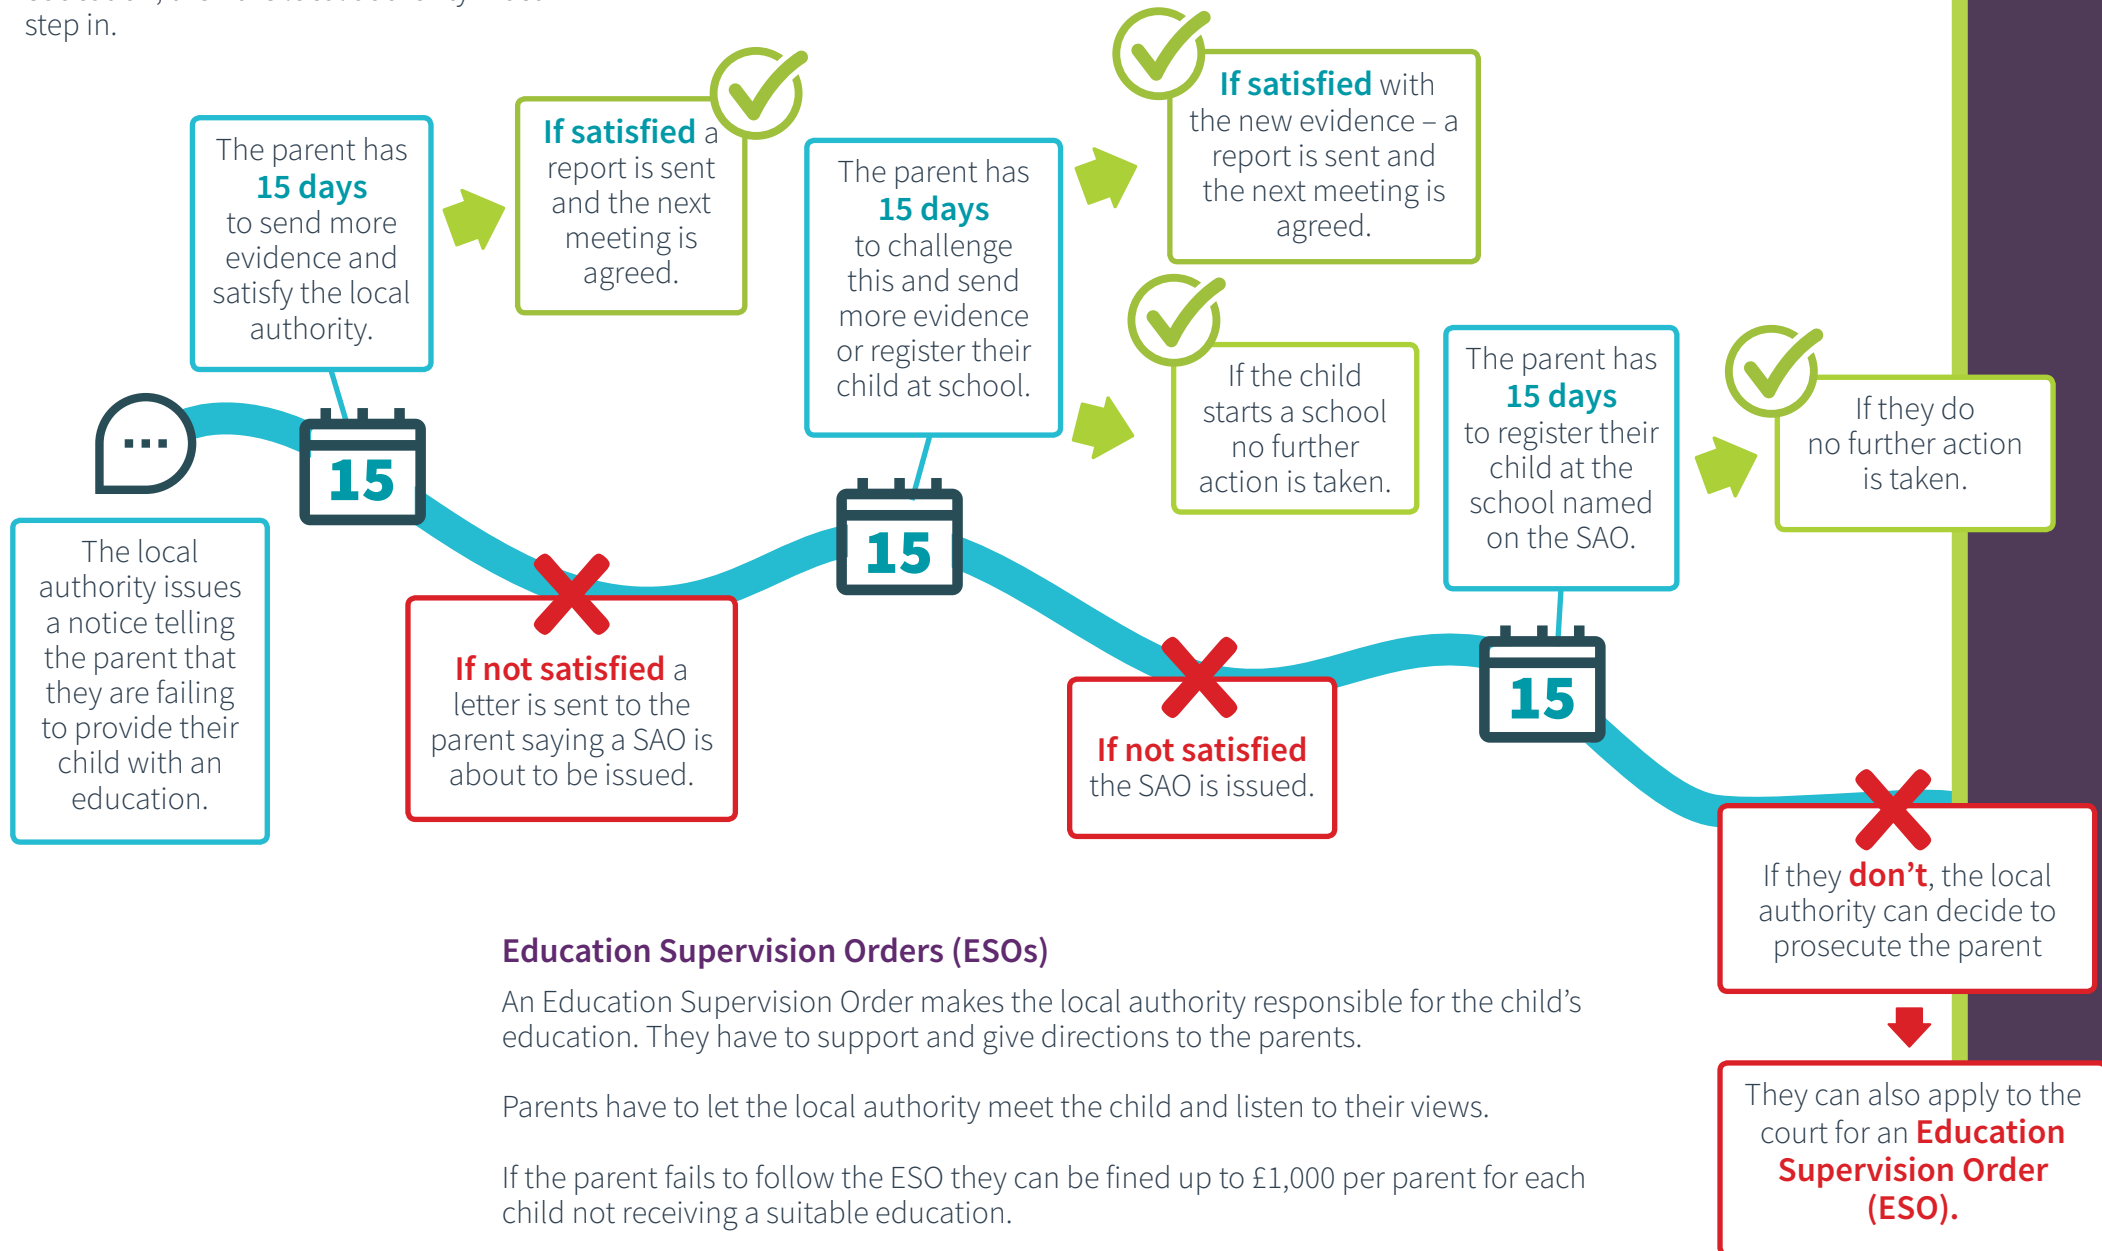 step in.
The local
authority issues
a notice telling
the parent that
they are failing
to provide their
child with an
education.
The parent has
15 days
to send more
evidence and
satisfy the local
authority.
15
If satisfied a
report is sent
and the next
meeting is
agreed.
If not satisfied a
letter is sent to the
parent saying a SAO is
about to be issued.
The parent has
15 days
to challenge
this and send
more evidence
or register their
child at school.
15
If satisfied with
the new evidence – a
report is sent and
the next meeting is
agreed.
If the child
starts a school
no further
action is taken.
If not satisfied
the SAO is issued.
The parent has
15 days
to register their
child at the
school named
on the SAO.
15
If they do
no further action
is taken.
If they don’t, the local
authority can decide to
prosecute the parent
They can also apply to the
court for an Education
Supervision Order
(ESO).
Education Supervision Orders (ESOs)
An Education Supervision Order makes the local authority responsible for the child’s
education. They have to support and give directions to the parents.
Parents have to let the local authority meet the child and listen to their views.
If the parent fails to follow the ESO they can be fined up to £1,000 per parent for each
child not receiving a suitable education.